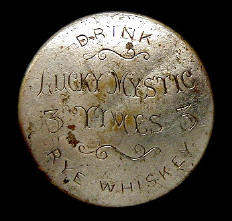 DRINK
LUCKY MYSTIC
3 TIMES 3
RYE WHISKEY